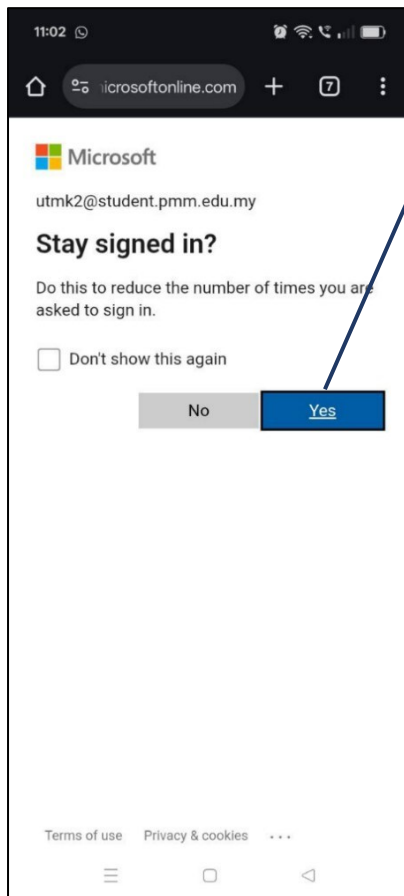 11:02
icrosoftonline.com
7
Microsoft
utmk2@student.pmm.edu.my
Stay signed in?
Do this to reduce the number of times you are
asked to sign in.
Don't show this again
No
Yes
Terms of use Privacy & cookies ...